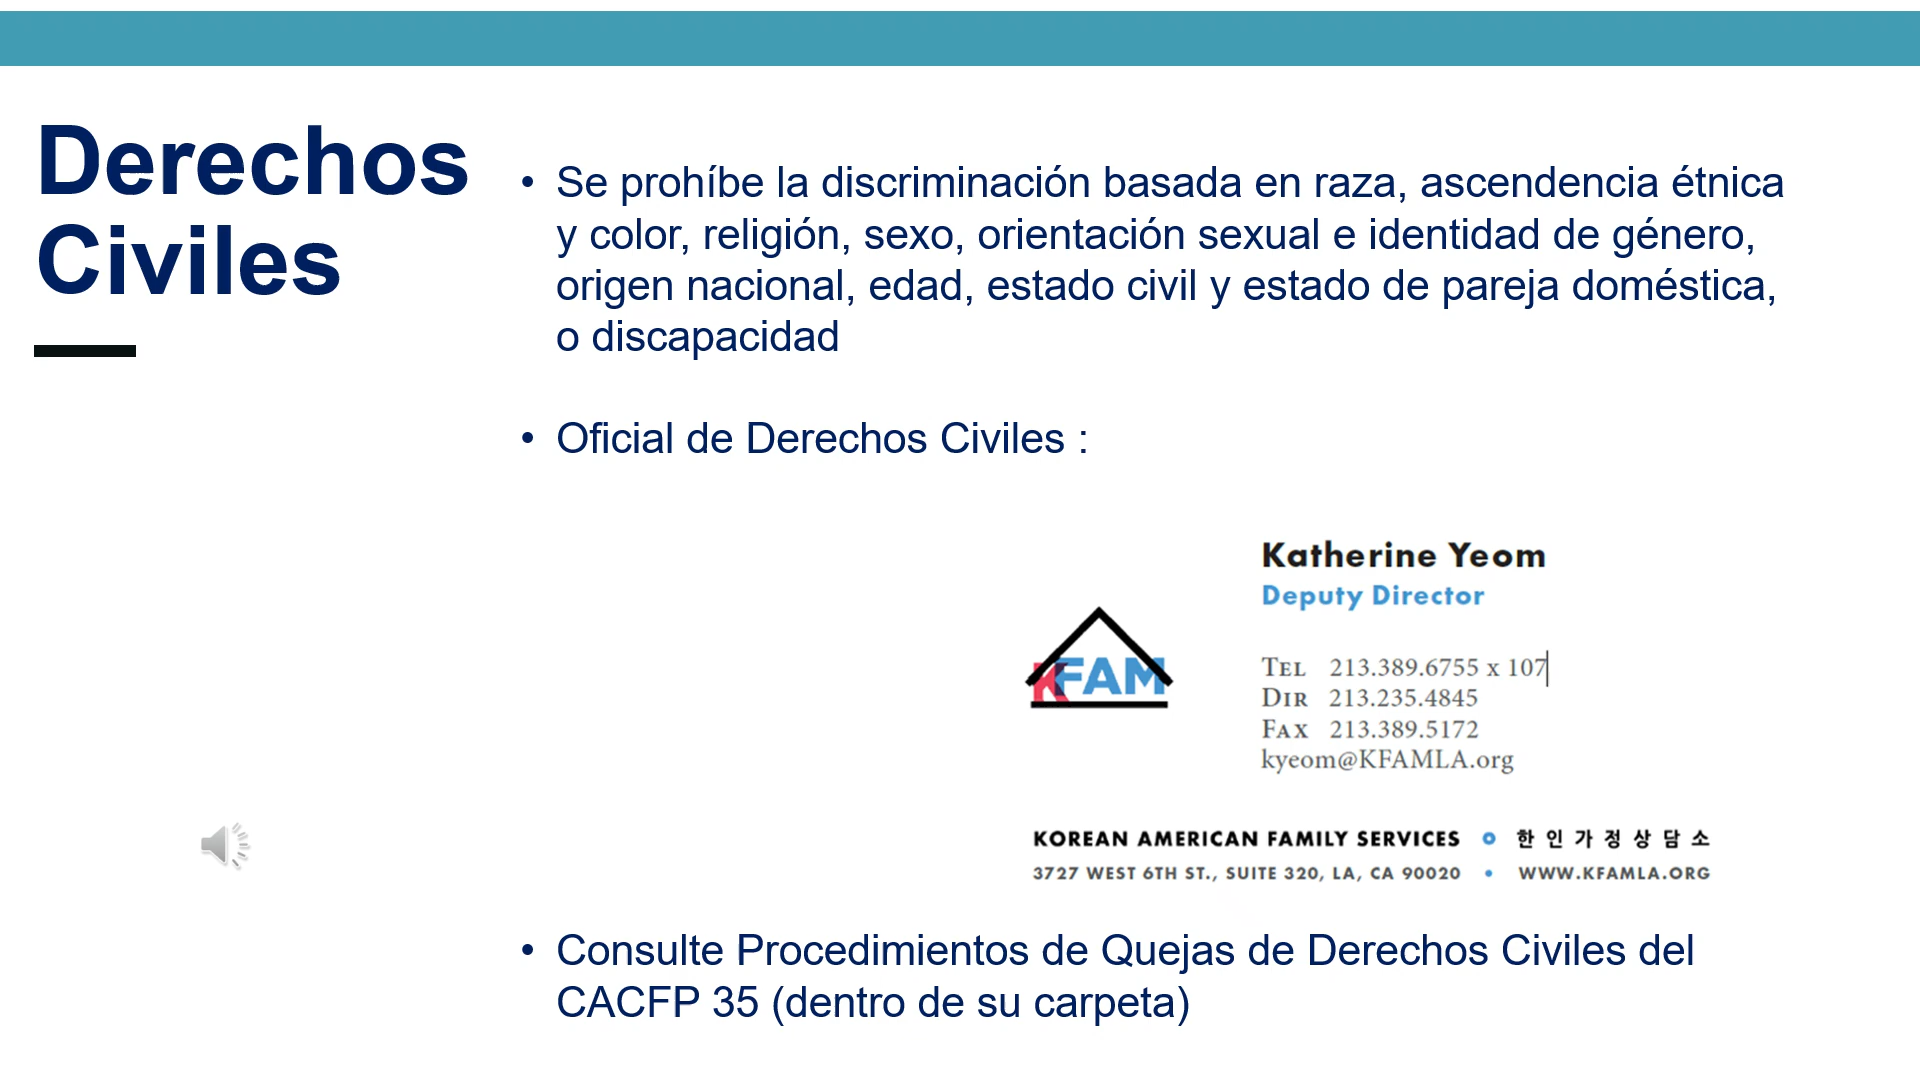 Derechos
Civiles
• Se prohíbe la discriminación basada en raza, ascendencia étnica
y color, religión, sexo, orientación sexual e identidad de género,
origen nacional, edad, estado civil y estado de pareja doméstica,
o discapacidad
• Oficial de Derechos Civiles :
Katherine Yeom
Deputy Director
KFAM
TEL 213.389.6755 x 107
DIR 213.235.4845
FAX 213.389.5172
kyeom@KFAMLA.org
KOREAN AMERICAN FAMILY SERVICES 한인가정상담소
3727 WEST 6TH ST., SUITE 320, LA, CA 90020 • WWW.KFAMLA.ORG
• Consulte Procedimientos de Quejas de Derechos Civiles del
CACFP 35 (dentro de su carpeta)